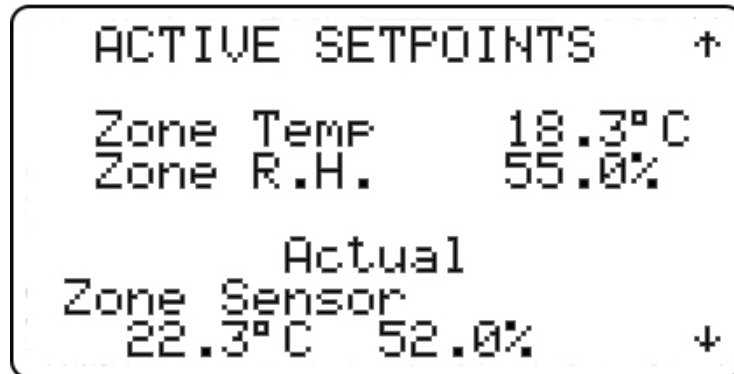 ACTIVE SETPOINTS ↑
Zone Temp 18.3°C
Zone R.H. 55.0%
Actual
Zone Sensor
22.3°C 52.0% ↓